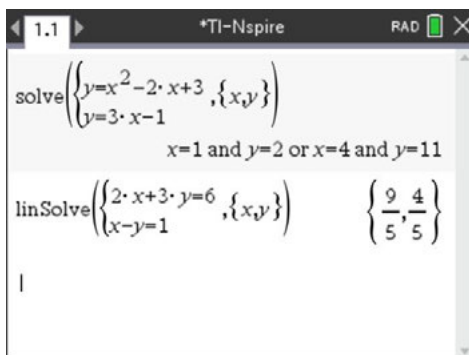 1.1 *TI-Nspire RAD
solve({y=x²-2·x+3
y=3·x-1 ,{x,y})
x=1 and y=2 or x=4 and y=11
linSolve({2·x+3·y=6
x-y=1 ,{x,y}) {9/5,4/5}